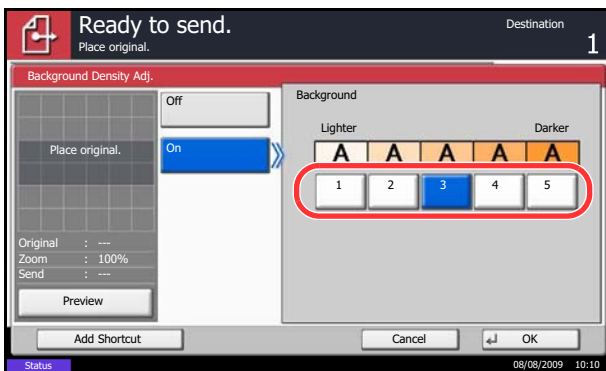 Ready to send.
Destination
Place original.
1
Background Density Adj.
Off
On
Background
Lighter
Darker
A A A A A
1 2 3 4 5
Place original.
Original : ---
Zoom : 100%
Send : ---
Preview
Add Shortcut
Cancel
OK
Status
08/08/2009 10:10